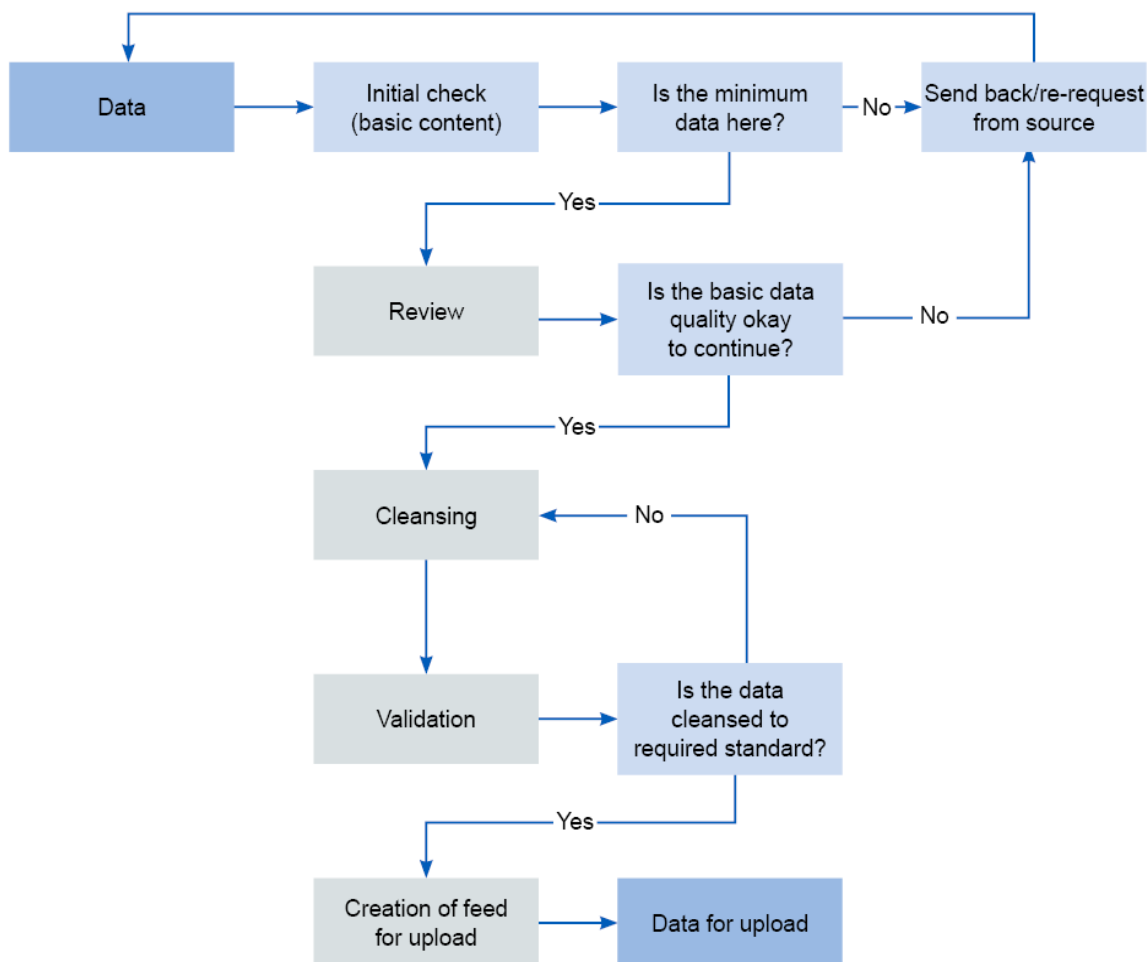 Data
Initial check
(basic content)
Is the minimum
data here?
No
Send back/re-request
from source
Yes
Review
Is the basic data
quality okay
to continue?
No
Yes
Cleansing
No
Validation
Is the data
cleansed to
required standard?
Yes
Creation of feed
for upload
Data for upload